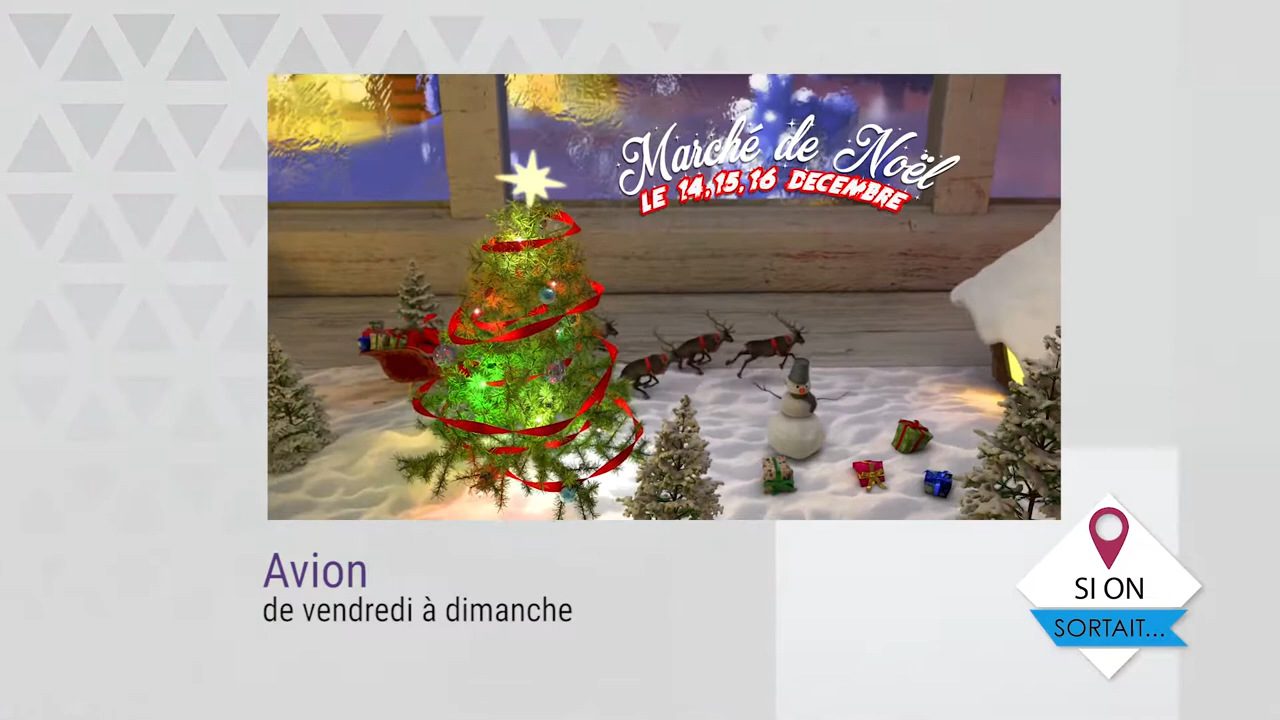 Marché de Noël
LE 14,15,16 DECEMBRE
Avion
de vendredi à dimanche
SI ON
SORTAIT...